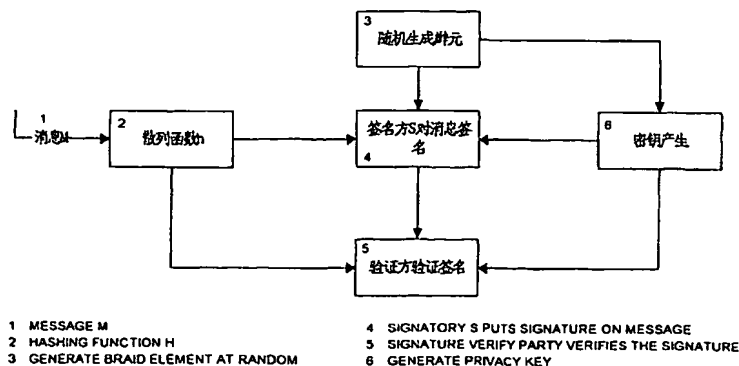 3
随机生成辫元
1
消息M
2
散列函数h
签名方S对消息签
名
4
6
密钥产生
5
验证方验证签名
1 MESSAGE M
2 HASHING FUNCTION H
3 GENERATE BRAID ELEMENT AT RANDOM
4 SIGNATORY S PUTS SIGNATURE ON MESSAGE
5 SIGNATURE VERIFY PARTY VERIFIES THE SIGNATURE
6 GENERATE PRIVACY KEY